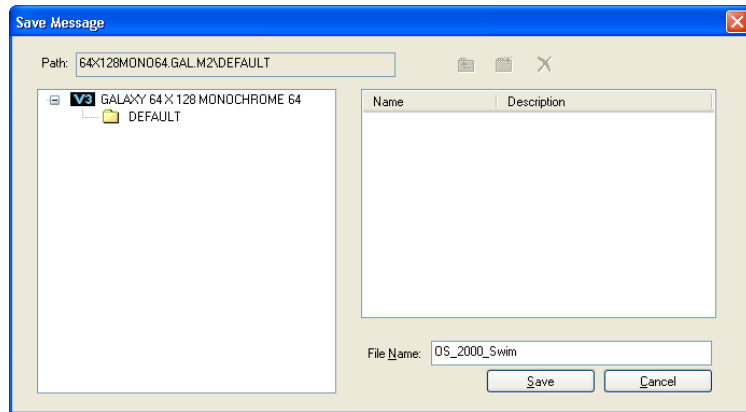 Save Message
Path: 64X128MONO64.GAL.M2\DEFAULT
V3 GALAXY 64 X 128 MONOCHROME 64
DEFAULT
Name Description
File Name: OS_2000_Swim
Save Cancel